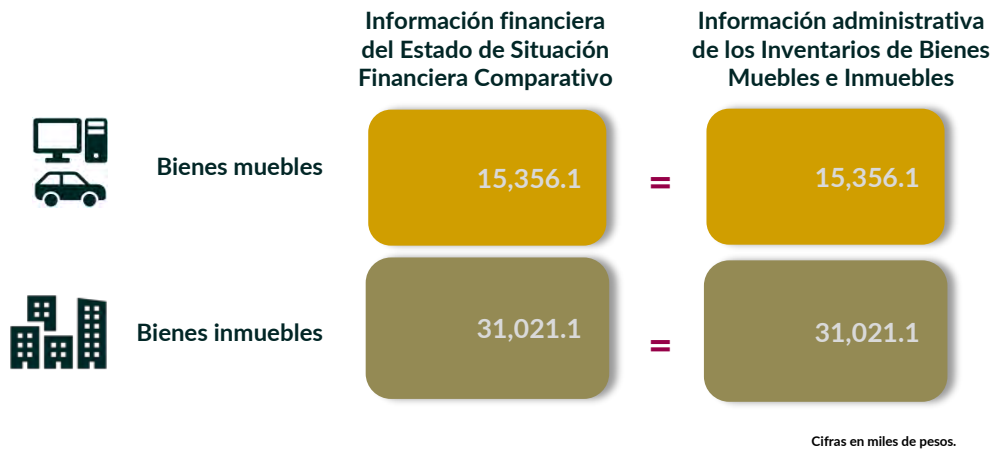 Información financiera
del Estado de Situación
Financiera Comparativo
Información administrativa
de los Inventarios de Bienes
Muebles e Inmuebles
Bienes muebles
15,356.1
=
15,356.1
Bienes inmuebles
31,021.1
=
31,021.1
Cifras en miles de pesos.